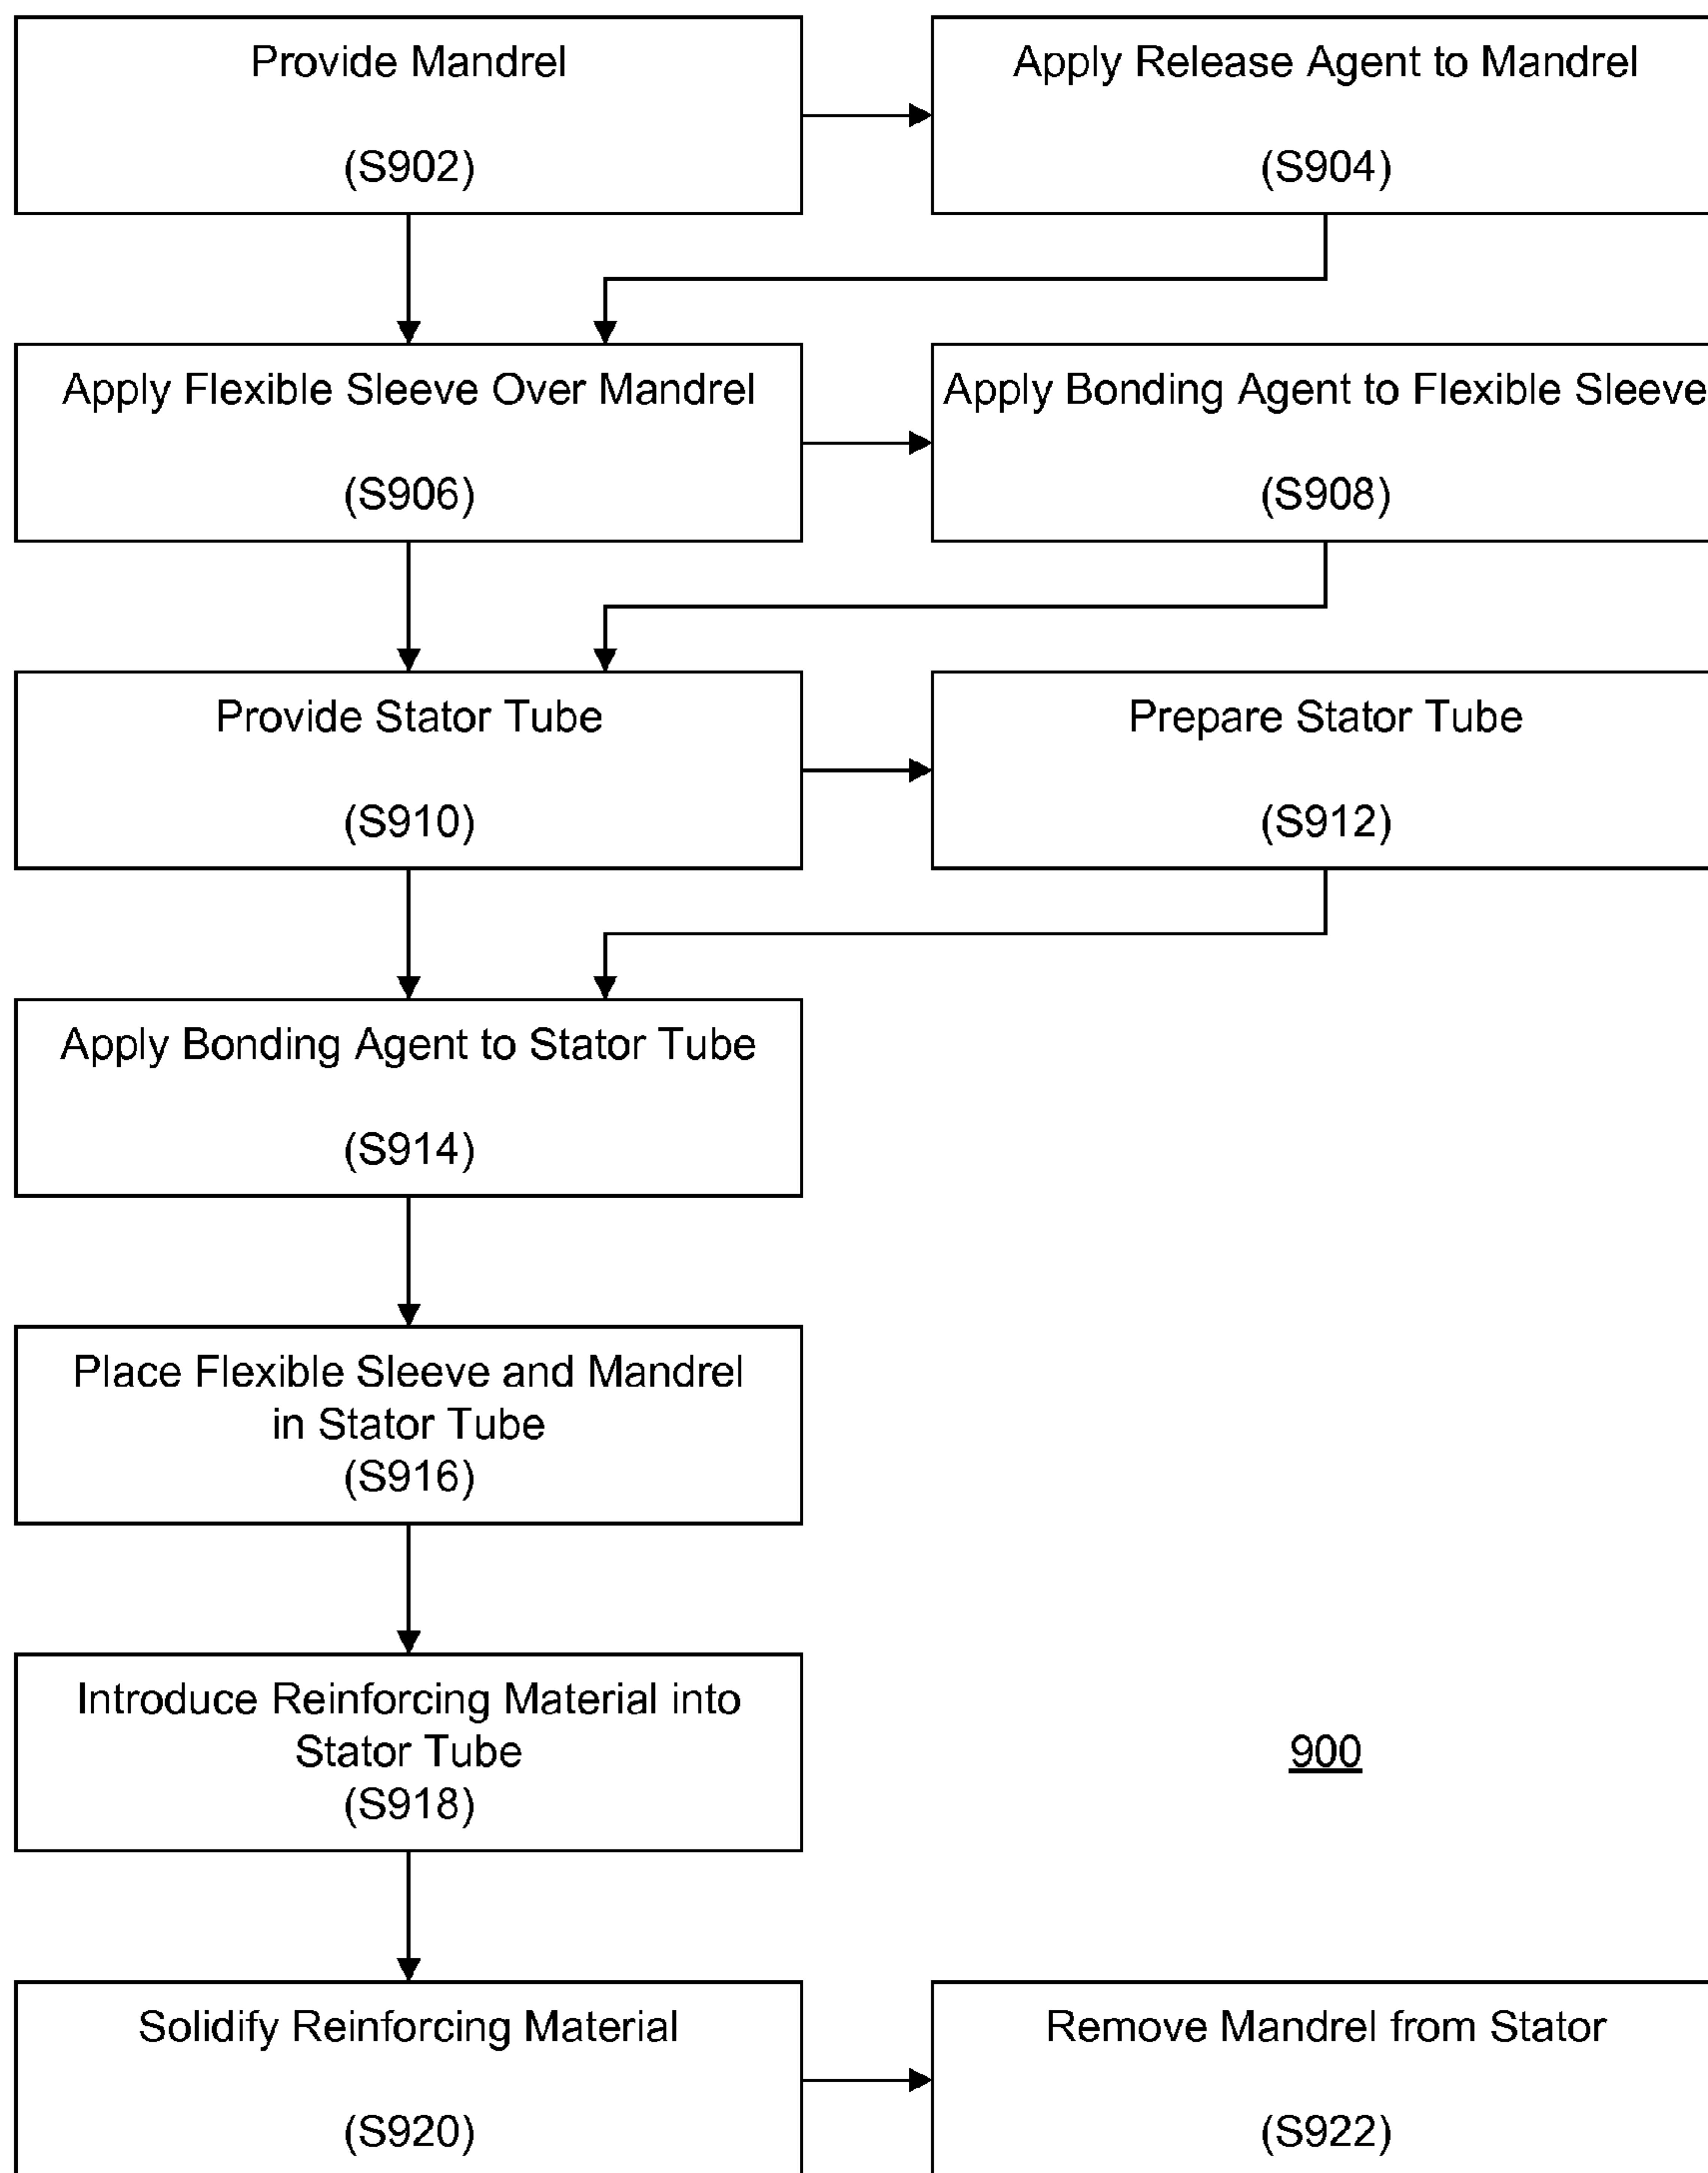 Provide Mandrel
(S902)
Apply Release Agent to Mandrel
(S904)
Apply Flexible Sleeve Over Mandrel
(S906)
Apply Bonding Agent to Flexible Sleeve
(S908)
Provide Stator Tube
(S910)
Prepare Stator Tube
(S912)
Apply Bonding Agent to Stator Tube
(S914)
Place Flexible Sleeve and Mandrel
in Stator Tube
(S916)
Introduce Reinforcing Material into
Stator Tube
(S918)
900
Solidify Reinforcing Material
(S920)
Remove Mandrel from Stator
(S922)